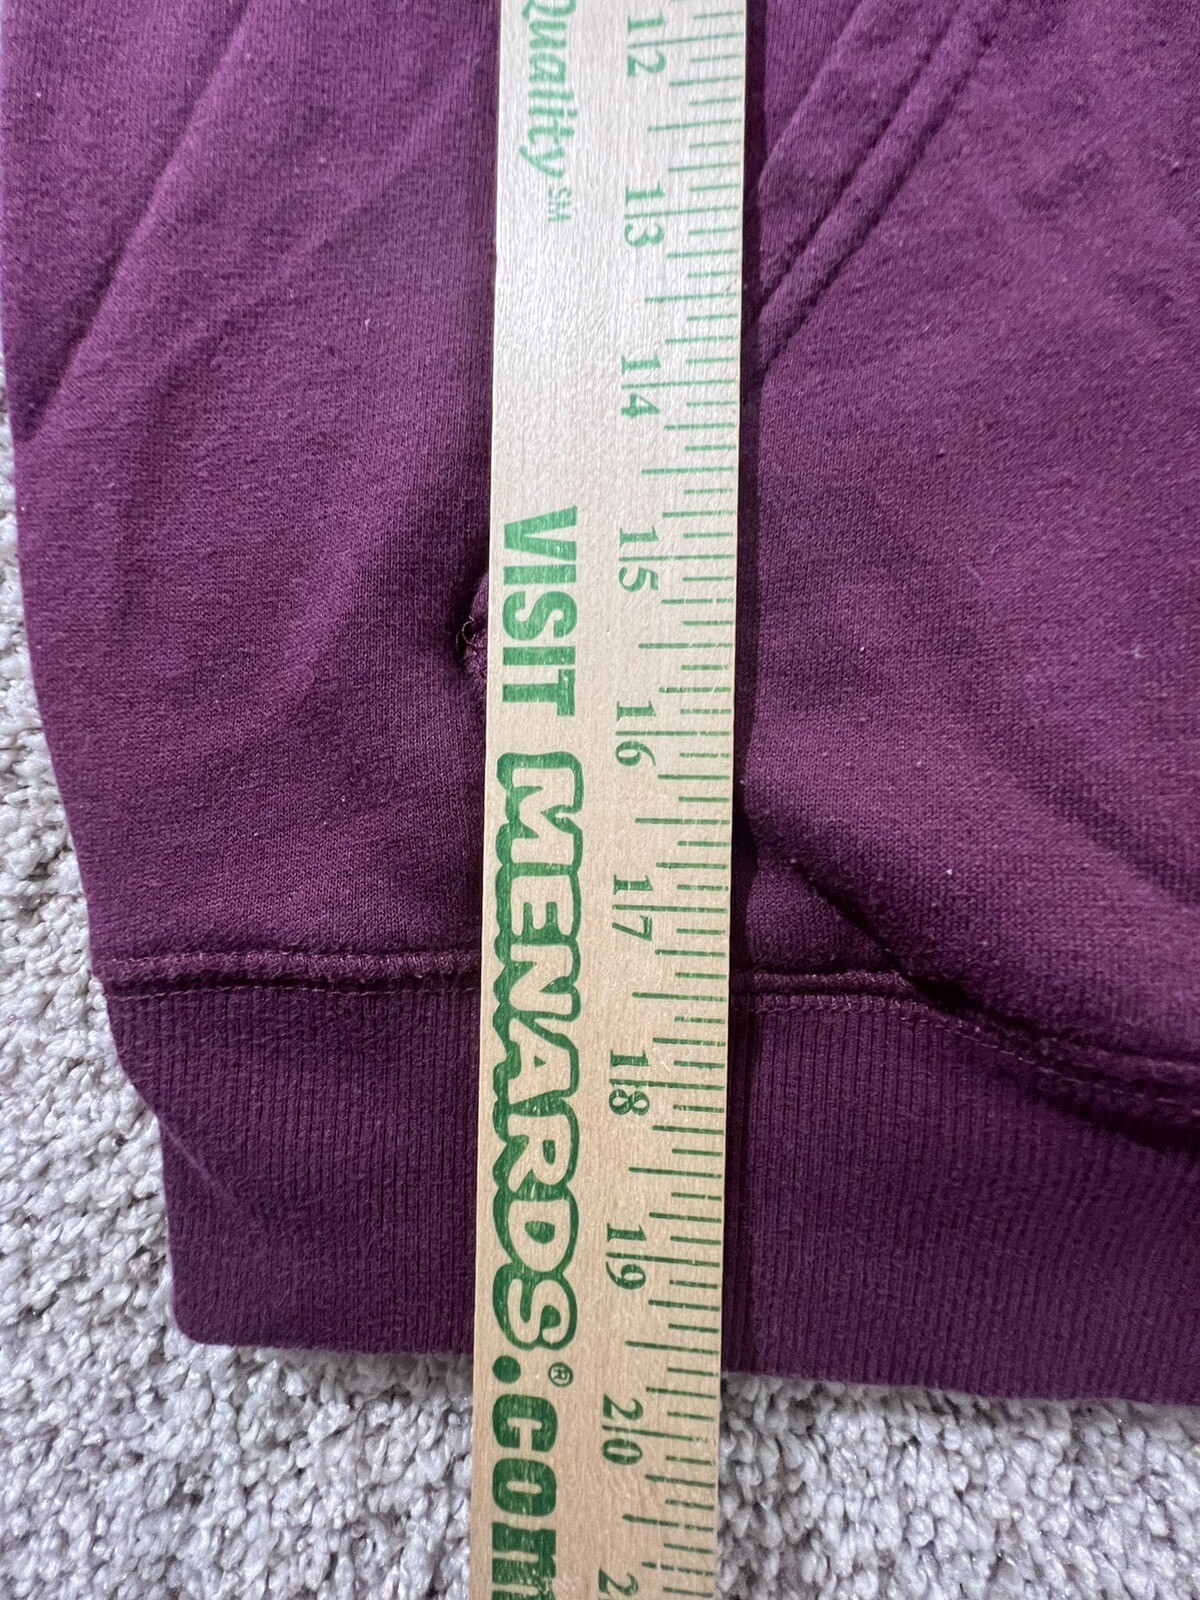 Quality SM
VISIT MENARDS®.com
12 13 14 15 16 17 18 19 20